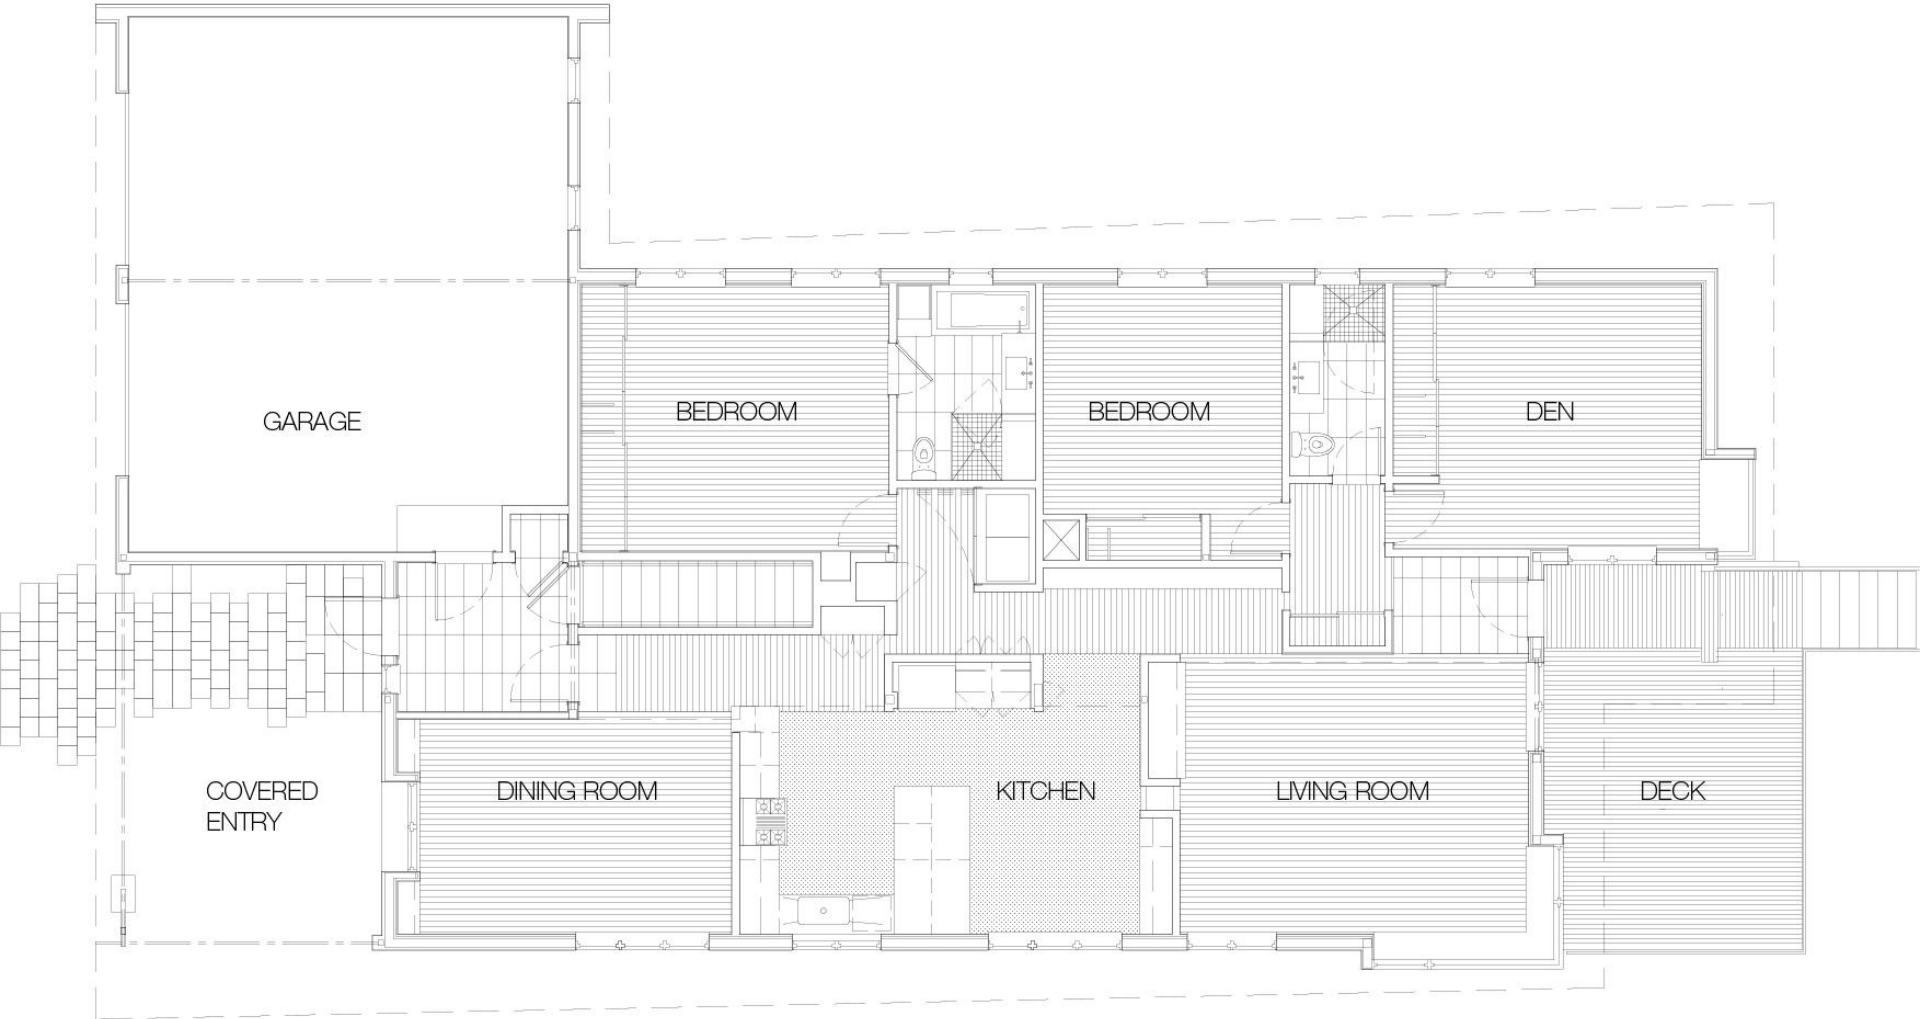 GARAGE
BEDROOM
BEDROOM
DEN
COVERED
ENTRY
DINING ROOM
KITCHEN
LIVING ROOM
DECK